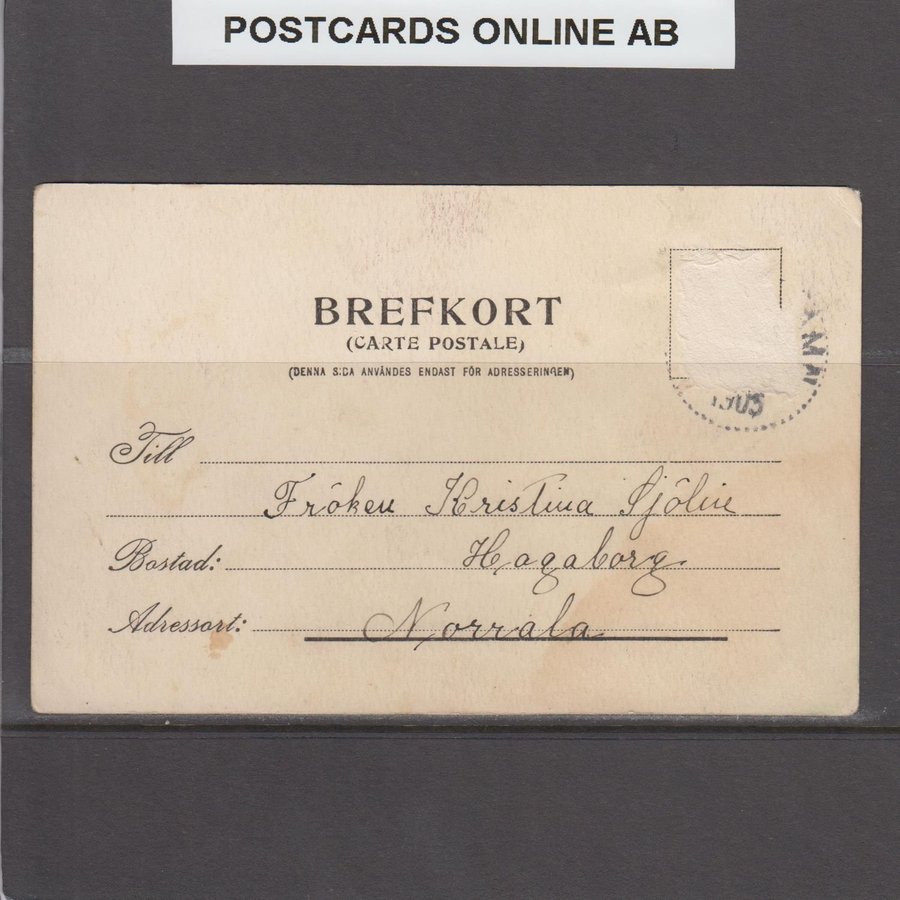 POSTCARDS ONLINE AB
BREFKORT
(CARTE POSTALE)
(DENNA SIDA ANVÄNDES ENDAST FÖR ADRESSERINGEN)
1903
Till
Fröken Kristina Sjölin
Bostad: Hagaborg
Adressort: Norrala